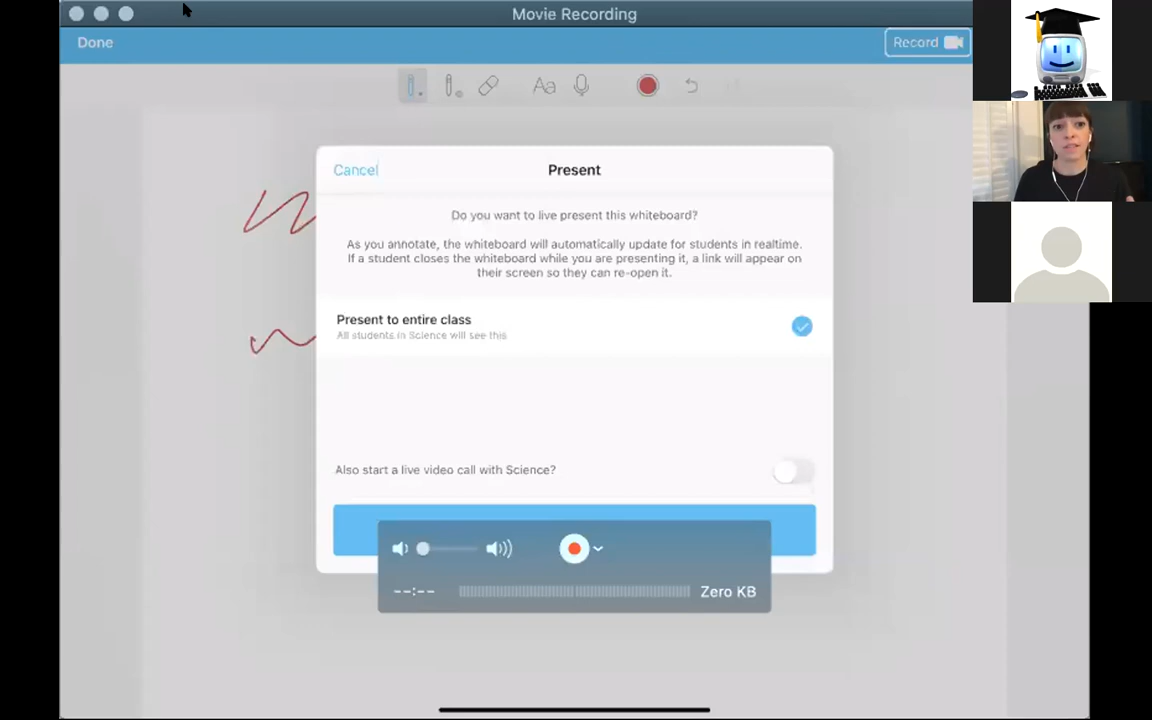 Movie Recording
Done
Record
Aa
Cancel
Present
Do you want to live present this whiteboard?
As you annotate, the whiteboard will automatically update for students in realtime.
If a student closes the whiteboard while you are presenting it, a link will appear on
their screen so they can re-open it.
Present to entire class
All students in Science will see this
Also start a live video call with Science?
--:--
Zero KB